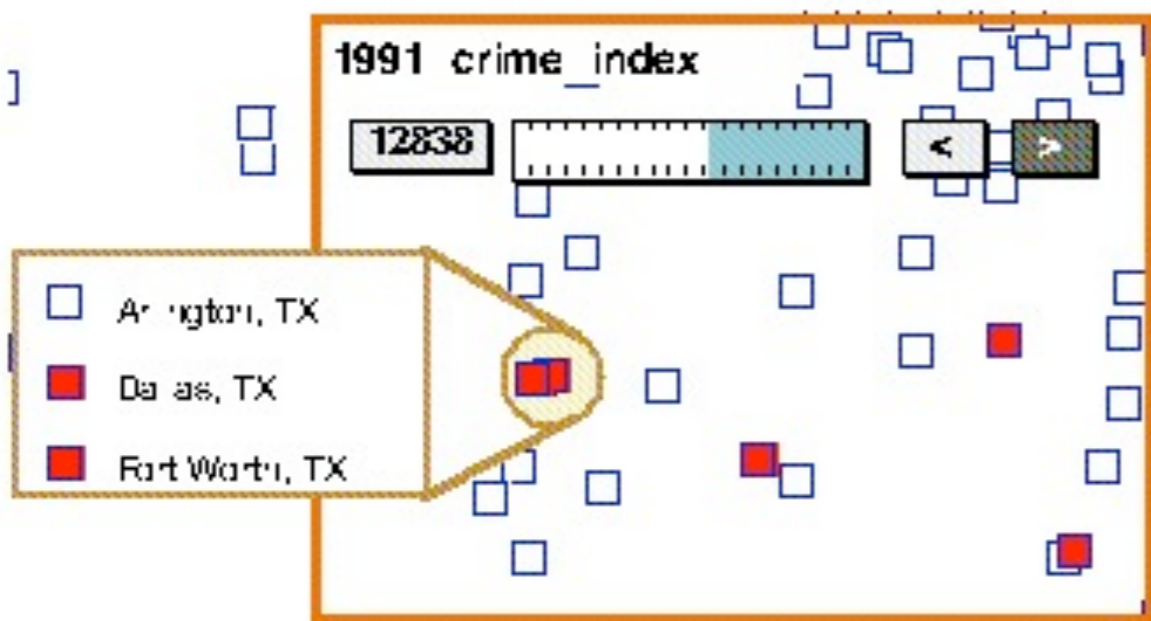 1991 crime_index
12838
< >
Arlington, TX
Dallas, TX
Fort Worth, TX